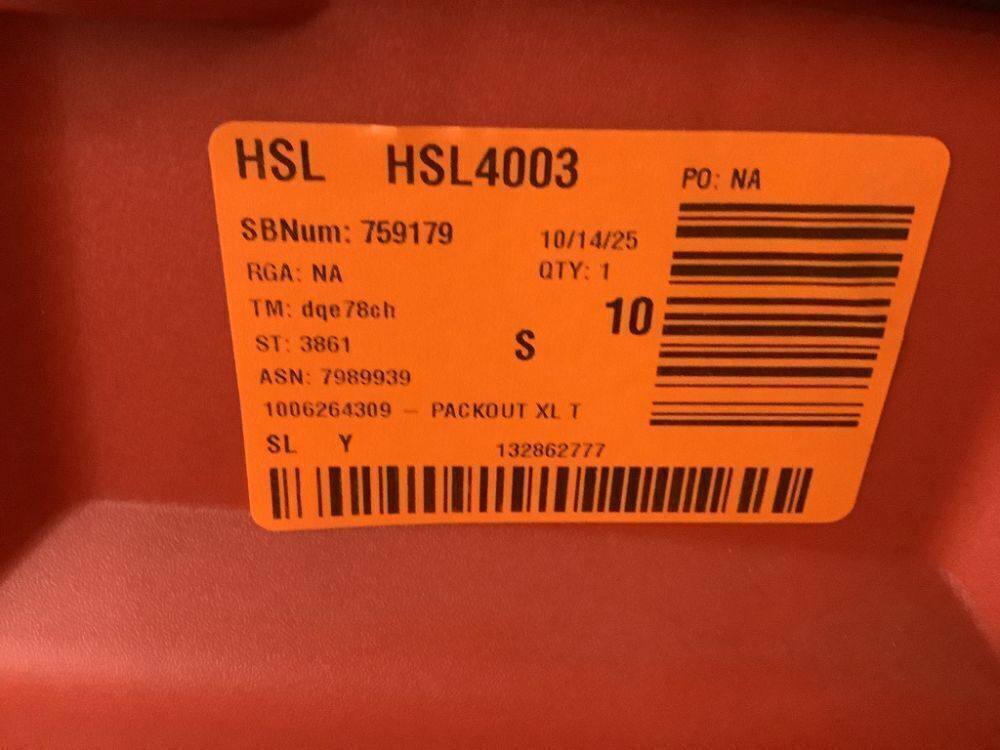 HSL HSL4003
PO: NA
SBNum: 759179 10/14/25
RGA: NA QTY: 1
TM: dqe78ch 10
ST: 3861 S
ASN: 7989939
1006264309 - PACKOUT XL T
SL Y 132862777